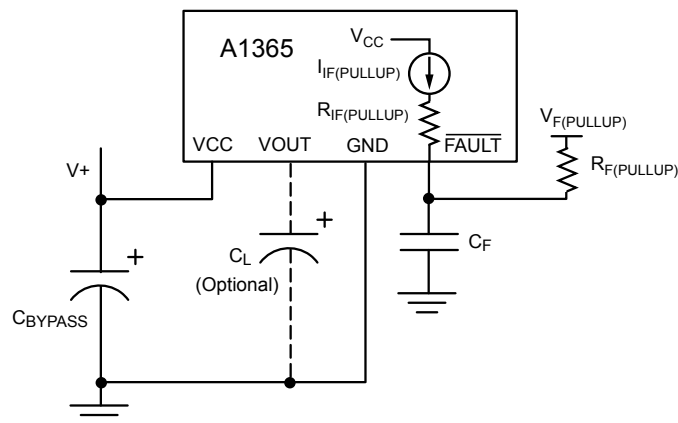 A1365
VCC
IIF(PULLUP)
RIF(PULLUP)
VCC VOUT GND FAULT
VF(PULLUP)
RF(PULLUP)
V+
+
CBYPASS
+
CL
(Optional)
CF